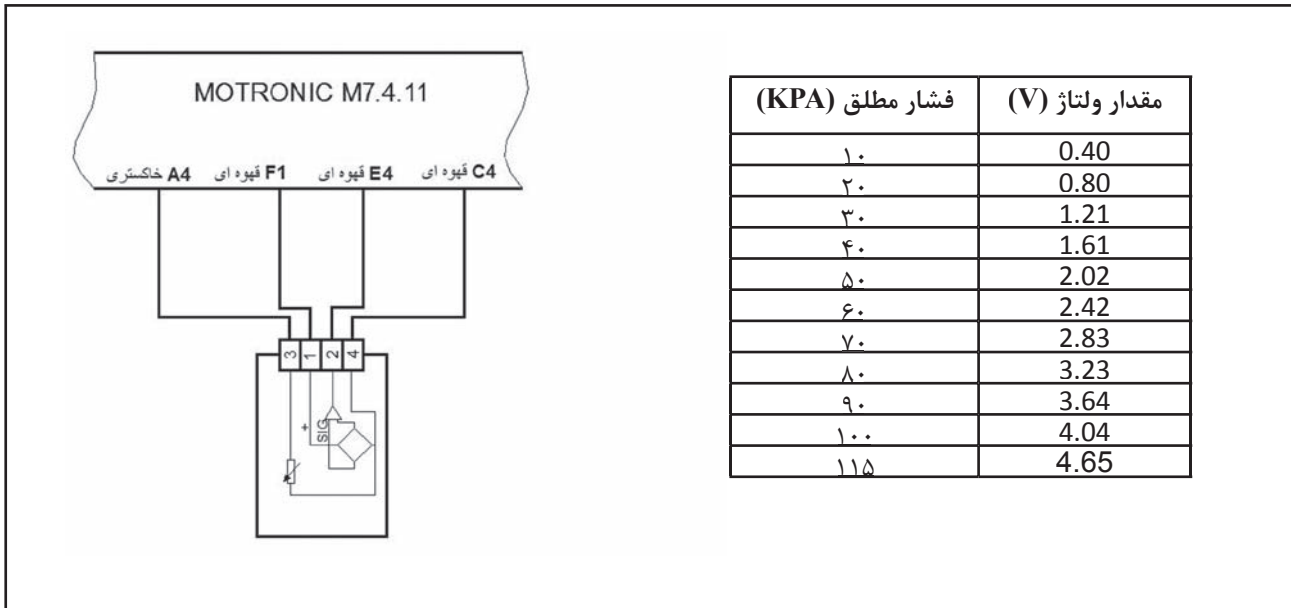 MOTRONIC M7.4.11
A4 خاکستری F1 قهوه ای E4 قهوه ای C4 قهوه ای
3 1 2 4
+ SIG
فشار مطلق (KPA) مقدار ولتاژ (V)
۱۰ 0.40
۲۰ 0.80
۳۰ 1.21
۴۰ 1.61
۵۰ 2.02
۶۰ 2.42
۷۰ 2.83
۸۰ 3.23
۹۰ 3.64
۱۰۰ 4.04
۱۱۵ 4.65